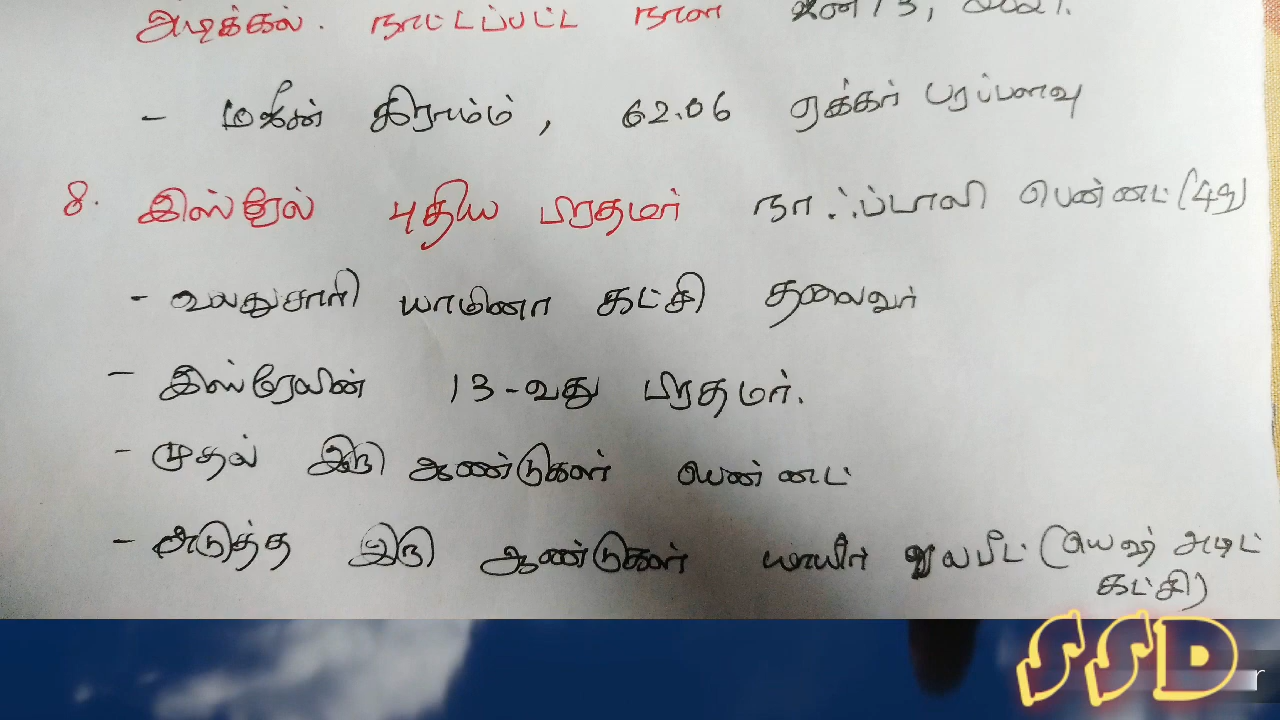 அடிக்கல். நாட்டப்பட்ட நாள் ஜூன் 13, 2021.
- கிராமம், 62.06 ஏக்கர் பரப்பளவு
8. இஸ்ரேல் புதிய பிரதமர் நாஃப்டாலி பென்னட் (49)
- வலதுசாரி யாமினா கட்சி தலைவர்
- இஸ்ரேலின் 13-வது பிரதமர்.
- முதல் இரு ஆண்டுகள் பென்னட்
- அடுத்த இரு ஆண்டுகள் யாயிர் லபீட் (யெஷ் அடிட் கட்சி)
SSD